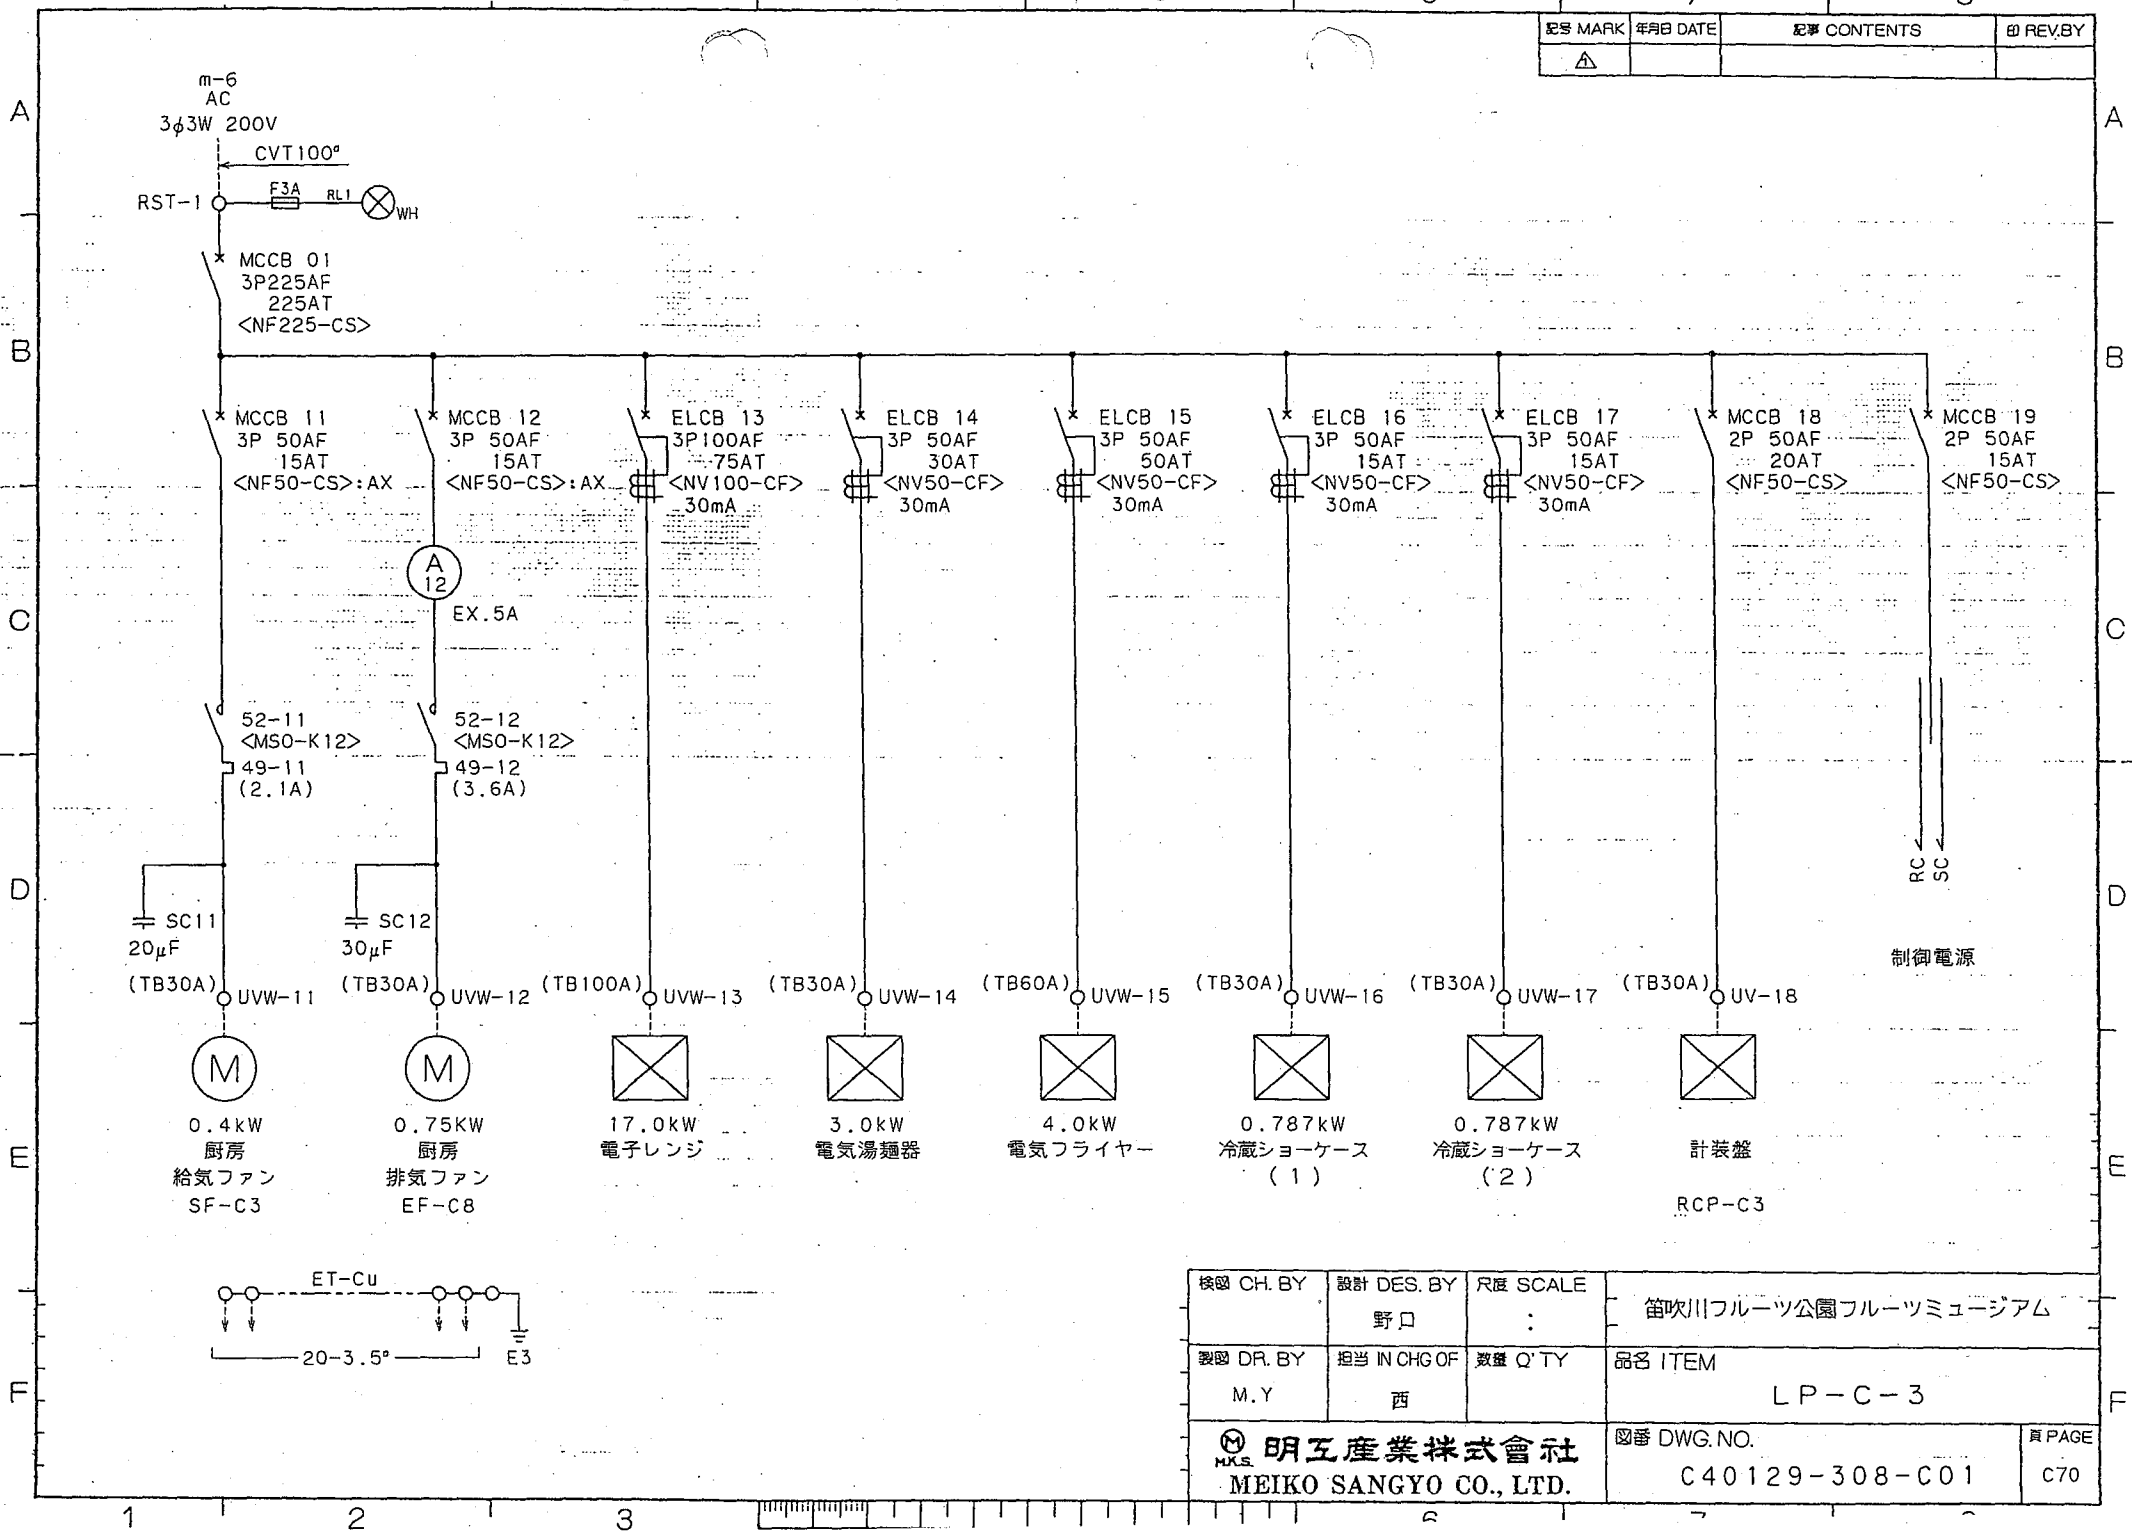 記号 MARK 年月日 DATE 記事 CONTENTS 印 REV.BY
1
m-6
AC
3φ3W 200V
CVT100°
RST-1 F3A RL1 WH
MCCB 01
3P225AF
225AT
<NF225-CS>
MCCB 11
3P 50AF
15AT
<NF50-CS>:AX
MCCB 12
3P 50AF
15AT
<NF50-CS>:AX
ELCB 13
3P100AF
75AT
<NV100-CF>
30mA
ELCB 14
3P 50AF
30AT
<NV50-CF>
30mA
ELCB 15
3P 50AF
50AT
<NV50-CF>
30mA
ELCB 16
3P 50AF
15AT
<NV50-CF>
30mA
ELCB 17
3P 50AF
15AT
<NV50-CF>
30mA
MCCB 18
2P 50AF
20AT
<NF50-CS>
MCCB 19
2P 50AF
15AT
<NF50-CS>
A
12
EX.5A
52-11
<MSO-K12>
49-11
(2.1A)
52-12
<MSO-K12>
49-12
(3.6A)
RC
SC
制御電源
SC11
20μF
SC12
30μF
(TB30A) UVW-11
(TB30A) UVW-12
(TB100A) UVW-13
(TB30A) UVW-14
(TB60A) UVW-15
(TB30A) UVW-16
(TB30A) UVW-17
(TB30A) UV-18
M
0.4kW
厨房
給気ファン
SF-C3
M
0.75KW
厨房
排気ファン
EF-C8
17.0kW
電子レンジ
3.0kW
電気湯麺器
4.0kW
電気フライヤー
0.787kW
冷蔵ショーケース
(1)
0.787kW
冷蔵ショーケース
(2)
計装盤
RCP-C3
ET-Cu
20-3.5°
E3
検図 CH. BY
設計 DES. BY
野口
尺度 SCALE
:
笛吹川フルーツ公園フルーツミュージアム
製図 DR. BY
M.Y
担当 IN CHG OF
西
数量 Q'TY
品名 ITEM
LP-C-3
M
M.K.S.
明工産業株式會社
MEIKO SANGYO CO., LTD.
図番 DWG. NO.
C40129-308-C01
頁 PAGE
C70
A
B
C
D
E
F
A
B
C
D
E
F
1 2 3 6 7